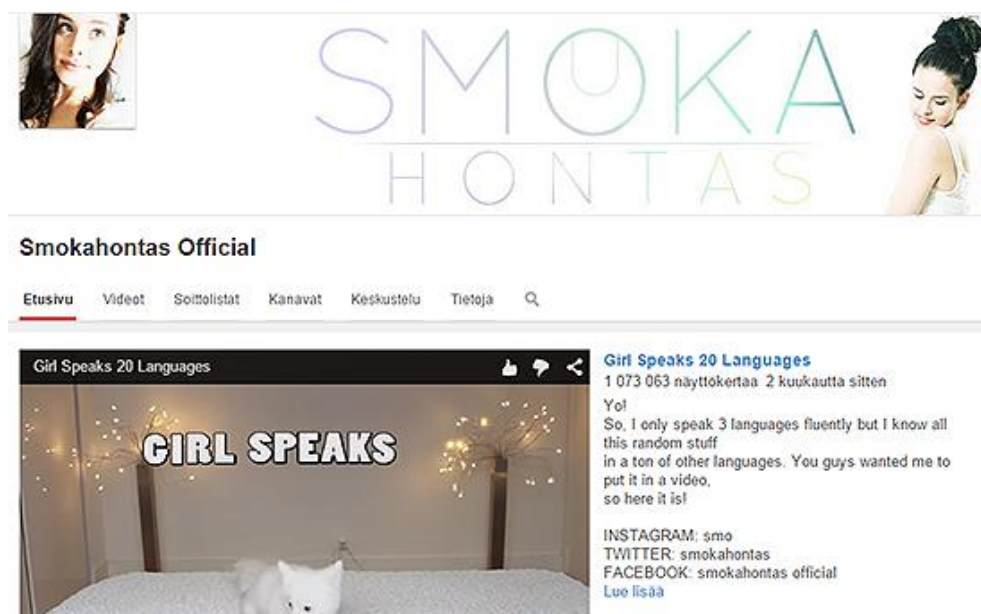 SMOKA
HONTAS
Smokahontas Official
Etusivu Videot Soittolistat Kanavat Keskustelu Tietoja
Girl Speaks 20 Languages
GIRL SPEAKS
Girl Speaks 20 Languages
1 073 063 näyttökertaa 2 kuukautta sitten
Yo!
So, I only speak 3 languages fluently but I know all
this random stuff
in a ton of other languages. You guys wanted me to
put it in a video,
so here it is!
INSTAGRAM: smo
TWITTER: smokahontas
FACEBOOK: smokahontas official
Lue lisää